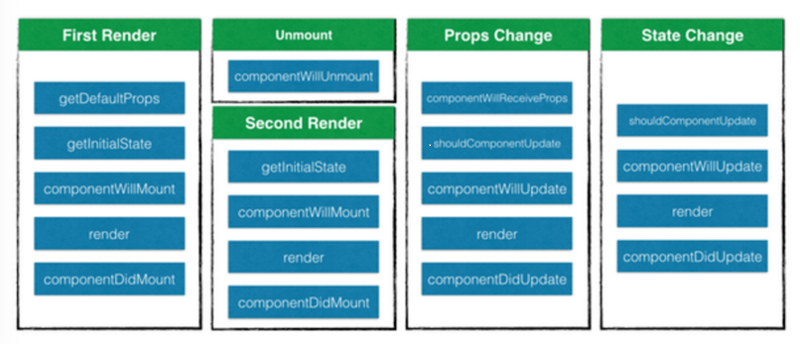 First Render
getDefaultProps
getInitialState
componentWillMount
render
componentDidMount
Unmount
componentWillUnmount
Second Render
getInitialState
componentWillMount
render
componentDidMount
Props Change
componentWillReceiveProps
shouldComponentUpdate
componentWillUpdate
render
componentDidUpdate
State Change
shouldComponentUpdate
componentWillUpdate
render
componentDidUpdate